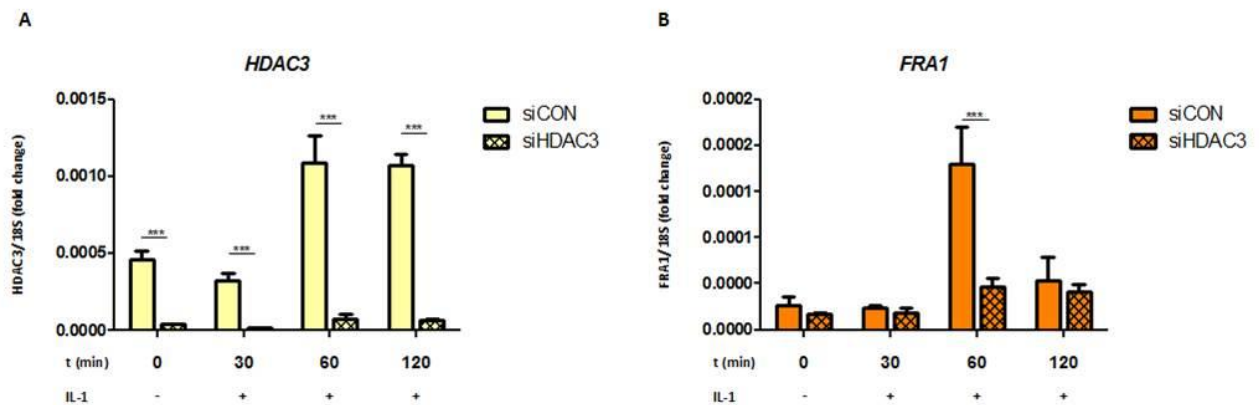 A
HDAC3
HDAC3/18S (fold change)
0.0015
0.0010
0.0005
0.0000
***
***
***
***
siCON
siHDAC3
t (min) 0 30 60 120
IL-1 - + + +
B
FRA1
FRA1/18S (fold change)
0.0002
0.0002
0.0001
0.0001
0.0000
0.0000
***
siCON
siHDAC3
t (min) 0 30 60 120
IL-1 - + + +